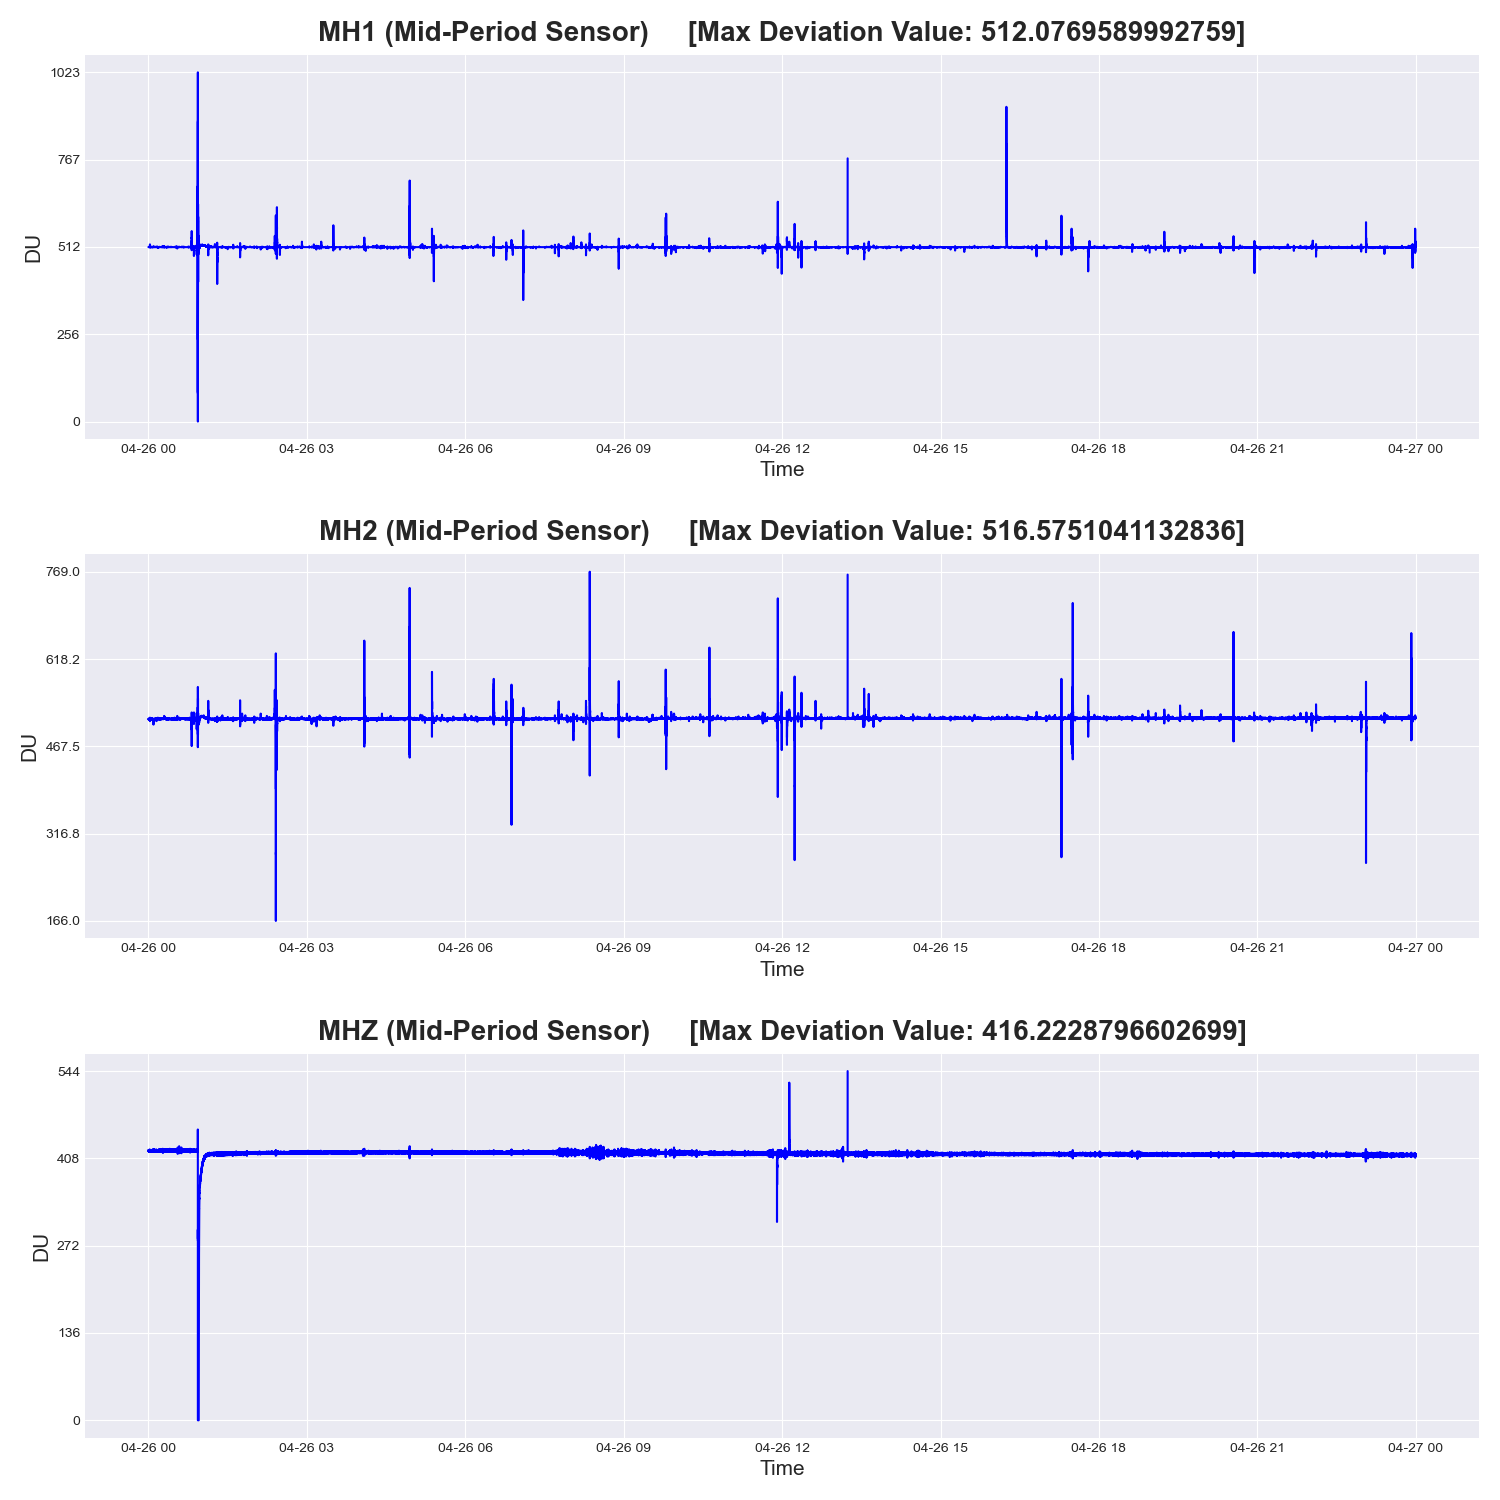 MH1 (Mid-Period Sensor) [Max Deviation Value: 512.0769589992759]
1023
767
512
256
0
DU
04-26 00 04-26 03 04-26 06 04-26 09 04-26 12 04-26 15 04-26 18 04-26 21 04-27 00
Time
MH2 (Mid-Period Sensor) [Max Deviation Value: 516.5751041132836]
769.0
618.2
467.5
316.8
166.0
DU
04-26 00 04-26 03 04-26 06 04-26 09 04-26 12 04-26 15 04-26 18 04-26 21 04-27 00
Time
MHZ (Mid-Period Sensor) [Max Deviation Value: 416.2228796602699]
544
408
272
136
0
DU
04-26 00 04-26 03 04-26 06 04-26 09 04-26 12 04-26 15 04-26 18 04-26 21 04-27 00
Time